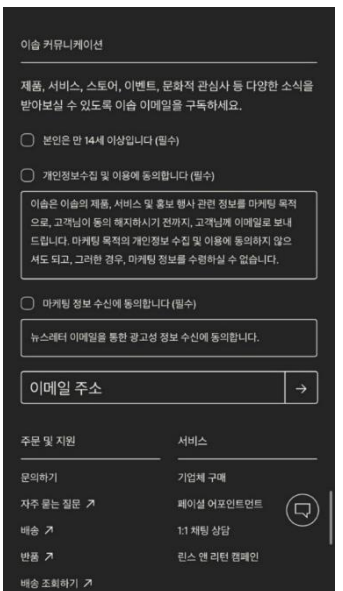 이솝 커뮤니케이션
제품, 서비스, 스토어, 이벤트, 문화적 관심사 등 다양한 소식을
받아보실 수 있도록 이솝 이메일을 구독하세요.
본인은 만 14세 이상입니다 (필수)
개인정보수집 및 이용에 동의합니다 (필수)
이솝은 이솝의 제품, 서비스 및 홍보 행사 관련 정보를 마케팅 목적
으로, 고객님이 동의 해지하시기 전까지, 고객님께 이메일로 보내
드립니다. 마케팅 목적의 개인정보 수집 및 이용에 동의하지 않으
셔도 되고, 그러한 경우, 마케팅 정보를 수령하실 수 없습니다.
마케팅 정보 수신에 동의합니다 (필수)
뉴스레터 이메일을 통한 광고성 정보 수신에 동의합니다.
이메일 주소 →
주문 및 지원
문의하기
자주 묻는 질문 ↗
배송 ↗
반품 ↗
배송 조회하기 ↗
서비스
기업체 구매
페이셜 어포인트먼트
1:1 채팅 상담
린스 앤 리턴 캠페인